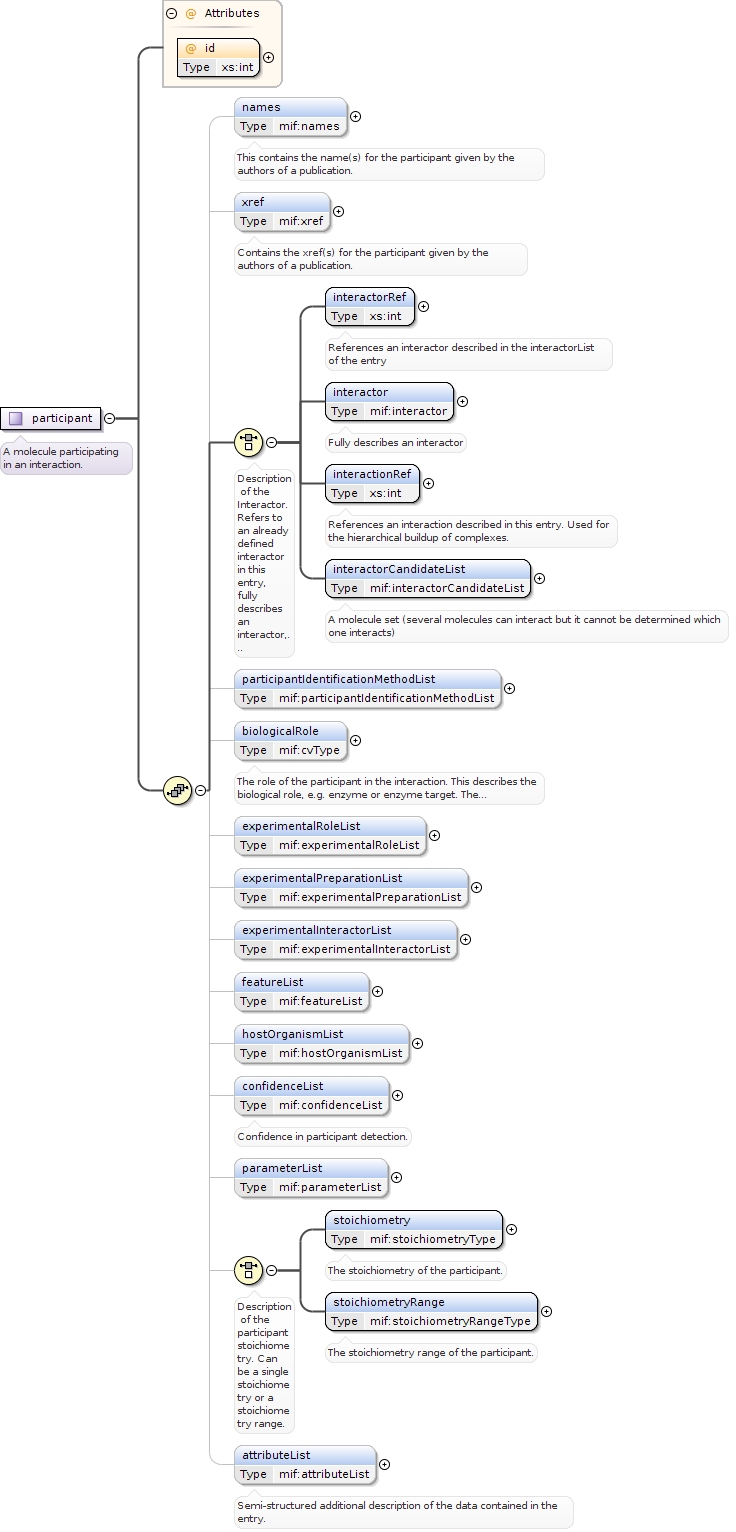 @ Attributes
@ id
Type xs:int
names
Type mif:names
This contains the name(s) for the participant given by the
authors of a publication.
xref
Type mif:xref
Contains the xref(s) for the participant given by the
authors of a publication.
interactorRef
Type xs:int
References an interactor described in the interactorList
of the entry
interactor
Type mif:interactor
Fully describes an interactor
interactionRef
Type xs:int
References an interaction described in this entry. Used for
the hierarchical buildup of complexes.
interactorCandidateList
Type mif:interactorCandidateList
A molecule set (several molecules can interact but it cannot be determined which
one interacts)
participant
A molecule participating
in an interaction.
Description
of the
Interactor.
Refers to
an already
defined
interactor
in this
entry,
fully
describes
an
interactor,.
..
participantIdentificationMethodList
Type mif:participantIdentificationMethodList
biologicalRole
Type mif:cvType
The role of the participant in the interaction. This describes the
biological role, e.g. enzyme or enzyme target. The...
experimentalRoleList
Type mif:experimentalRoleList
experimentalPreparationList
Type mif:experimentalPreparationList
experimentalInteractorList
Type mif:experimentalInteractorList
featureList
Type mif:featureList
hostOrganismList
Type mif:hostOrganismList
confidenceList
Type mif:confidenceList
Confidence in participant detection.
parameterList
Type mif:parameterList
stoichiometry
Type mif:stoichiometryType
The stoichiometry of the participant.
stoichiometryRange
Type mif:stoichiometryRangeType
The stoichiometry range of the participant.
Description
of the
participant
stoichiome
try. Can
be a single
stoichiome
try or a
stoichiome
try range.
attributeList
Type mif:attributeList
Semi-structured additional description of the data contained in the
entry.